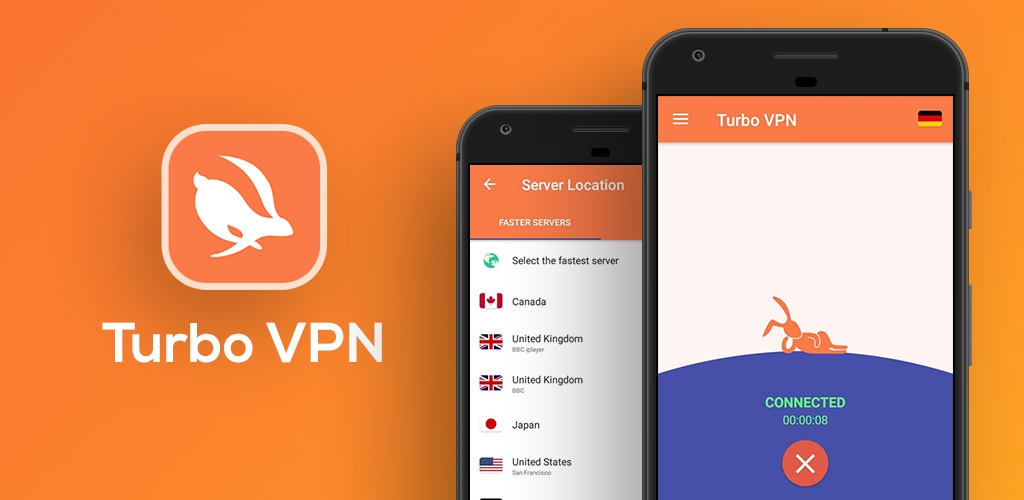 Turbo VPN
Server Location
FASTER SERVERS
Select the fastest server
Canada
United Kingdom
BBC iplayer
United Kingdom
BBC
Japan
United States
San Francisco
Turbo VPN
CONNECTED
00:00:08